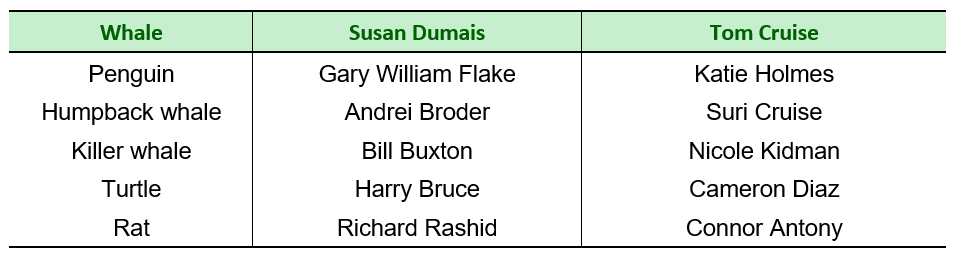 Whale Susan Dumais Tom Cruise
Penguin Gary William Flake Katie Holmes
Humpback whale Andrei Broder Suri Cruise
Killer whale Bill Buxton Nicole Kidman
Turtle Harry Bruce Cameron Diaz
Rat Richard Rashid Connor Antony